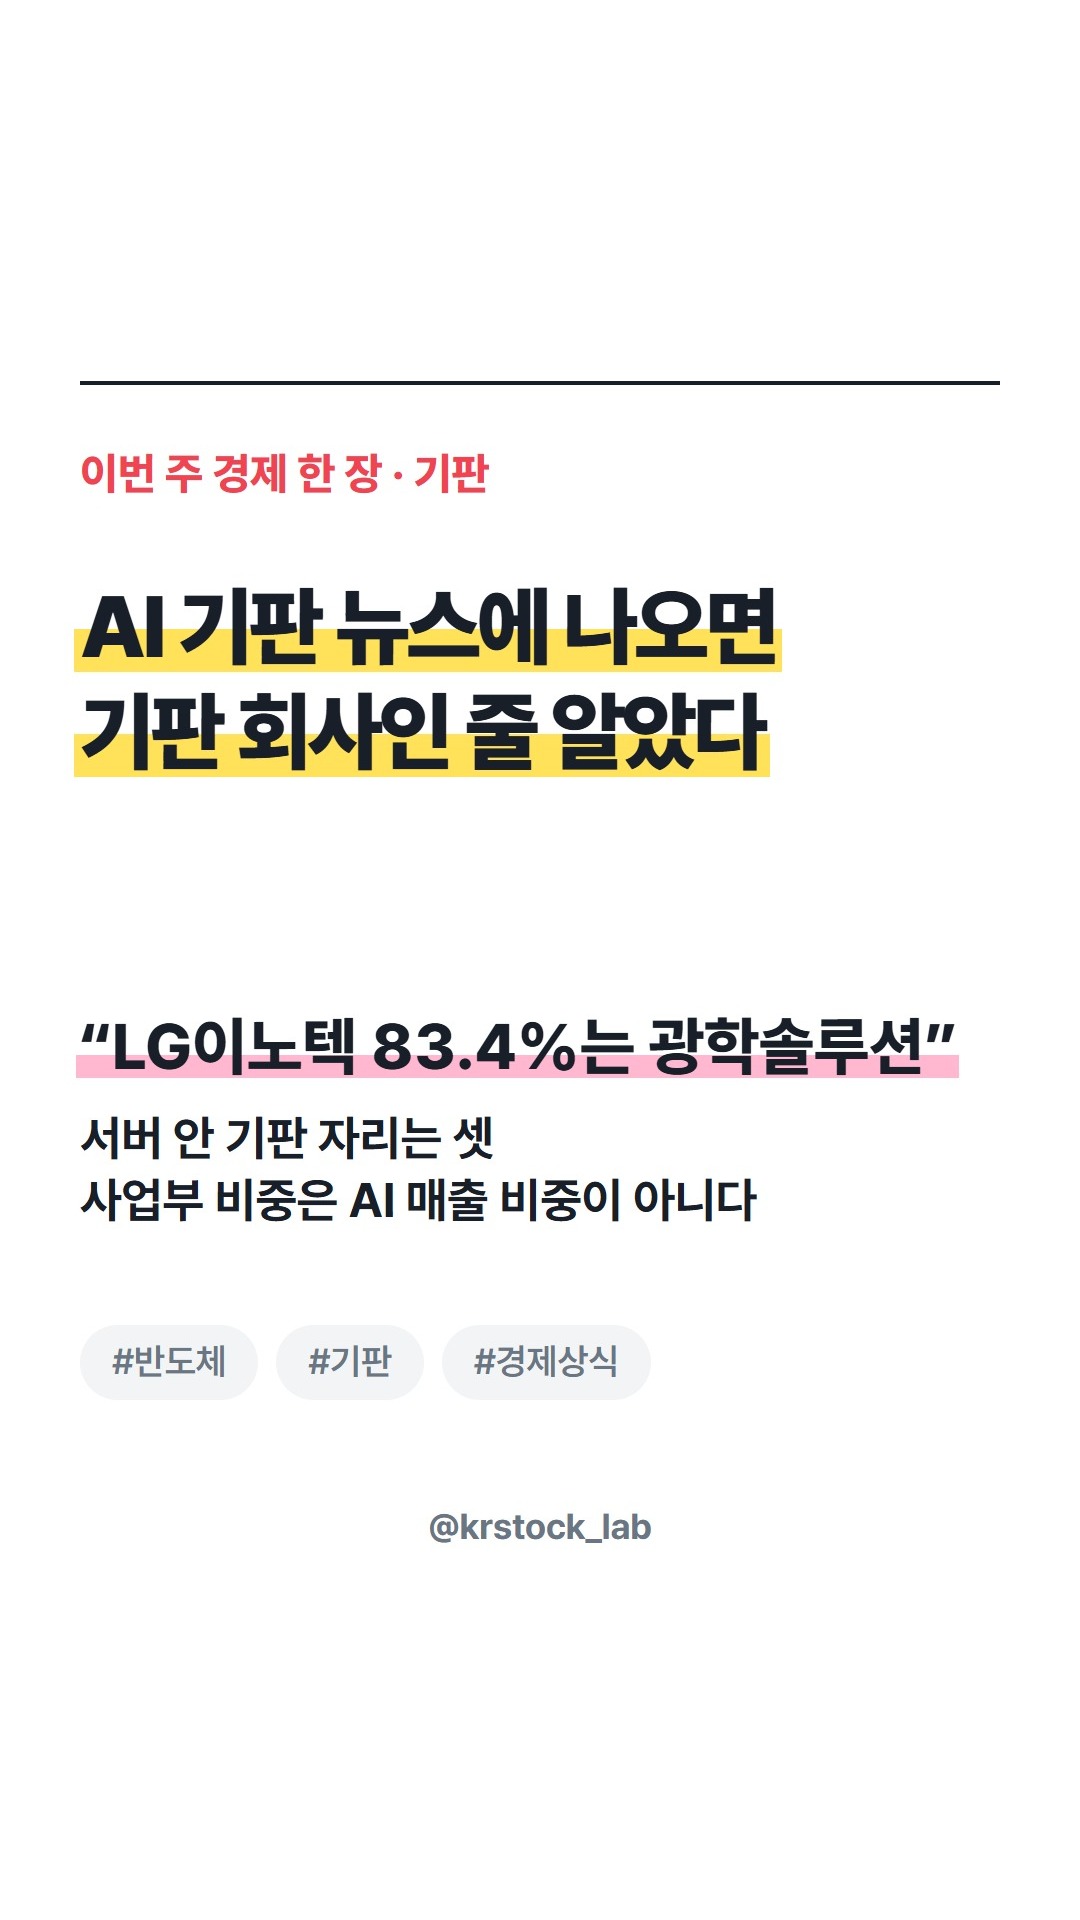 이번 주 경제 한 장 · 기판
AI 기판 뉴스에 나오면
기판 회사인 줄 알았다
“LG이노텍 83.4%는 광학솔루션”
서버 안 기판 자리는 셋
사업부 비중은 AI 매출 비중이 아니다
#반도체 #기판 #경제상식
@krstock_lab